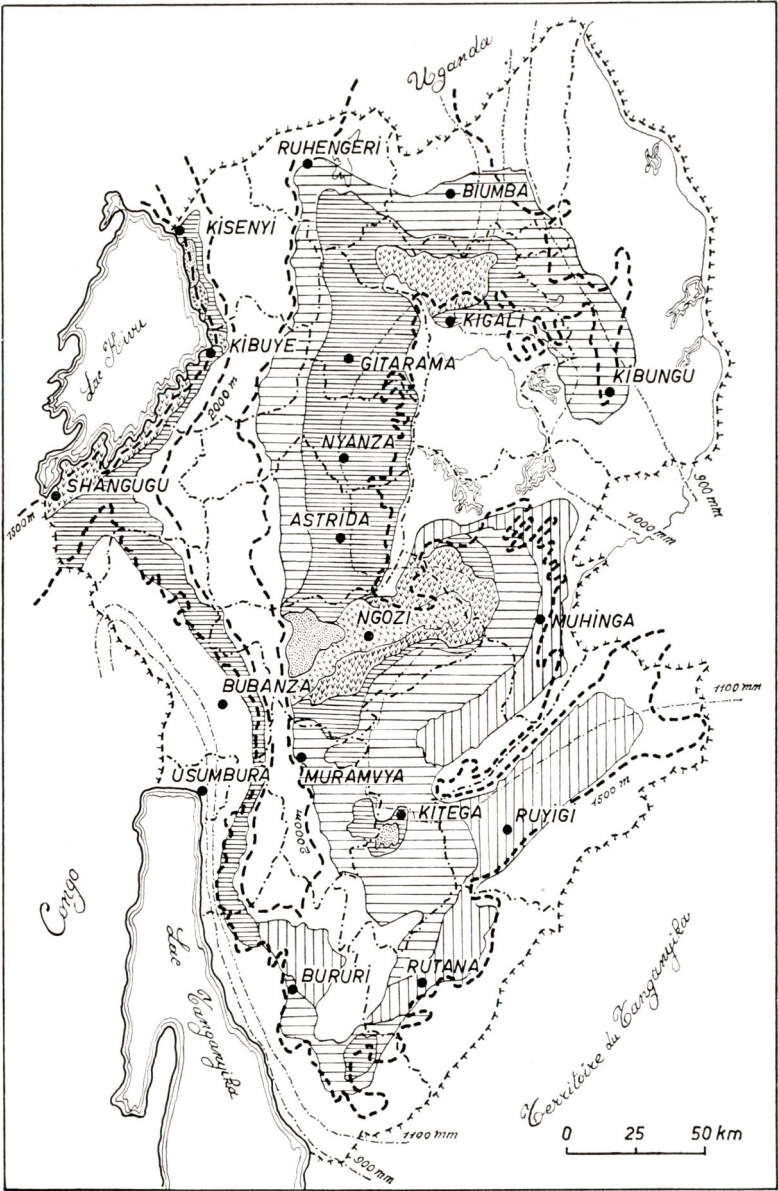 Uganda
RUHENGERI
BIUMBA
KISENYI
KIGALI
KIBUYE
GITARAMA
KIBUNGU
Lac Kivu
2000 m
NYANZA
SHANGUGU
900 mm
1500 m
ASTRIDA
1000 mm
NGOZI
MUHINGA
BUBANZA
1100 mm
USUMBURA
MURAMVYA
1500 m
KITEGA
RUYIGI
2000 m
Congo
Lac Tanganyika
BURURI
RUTANA
Territoire du Tanganyika
1100 mm
0 25 50 km
900 mm